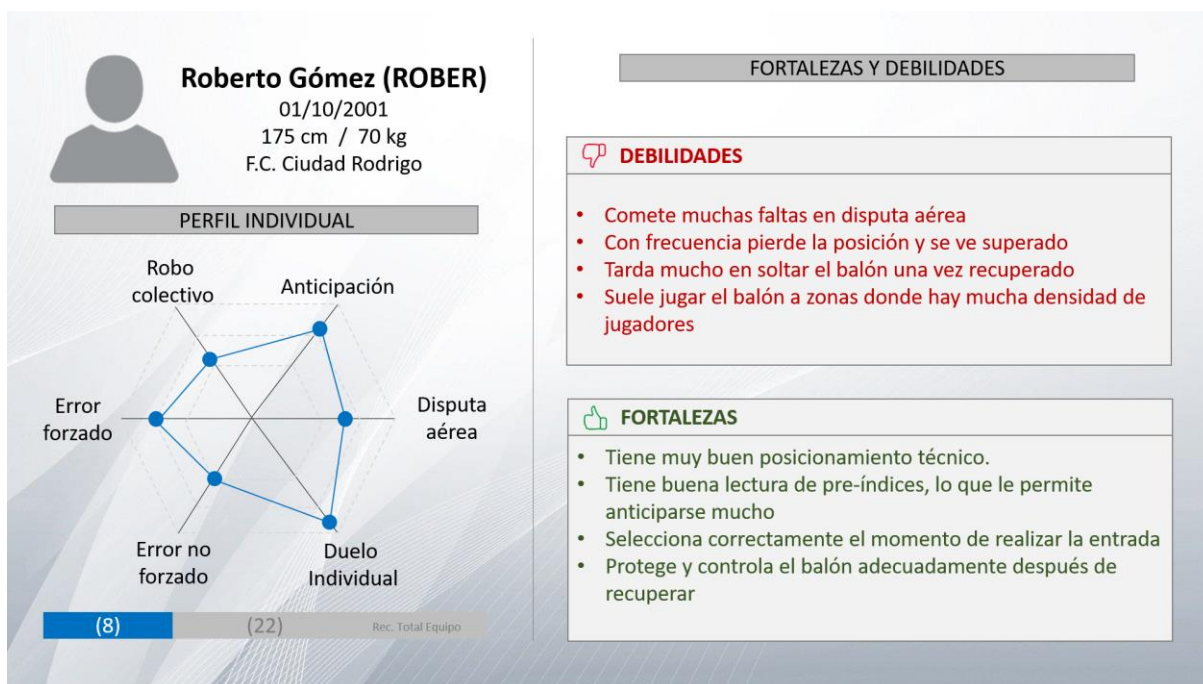 Roberto Gómez (ROBER)
01/10/2001
175 cm / 70 kg
F.C. Ciudad Rodrigo
PERFIL INDIVIDUAL
Robo
colectivo
Anticipación
Error
forzado
Disputa
aérea
Error no
forzado
Duelo
Individual
(8)
(22)
Rec. Total Equipo
FORTALEZAS Y DEBILIDADES
DEBILIDADES
• Comete muchas faltas en disputa aérea
• Con frecuencia pierde la posición y se ve superado
• Tarda mucho en soltar el balón una vez recuperado
• Suele jugar el balón a zonas donde hay mucha densidad de
jugadores
FORTALEZAS
• Tiene muy buen posicionamiento técnico.
• Tiene buena lectura de pre-índices, lo que le permite
anticiparse mucho
• Selecciona correctamente el momento de realizar la entrada
• Protege y controla el balón adecuadamente después de
recuperar